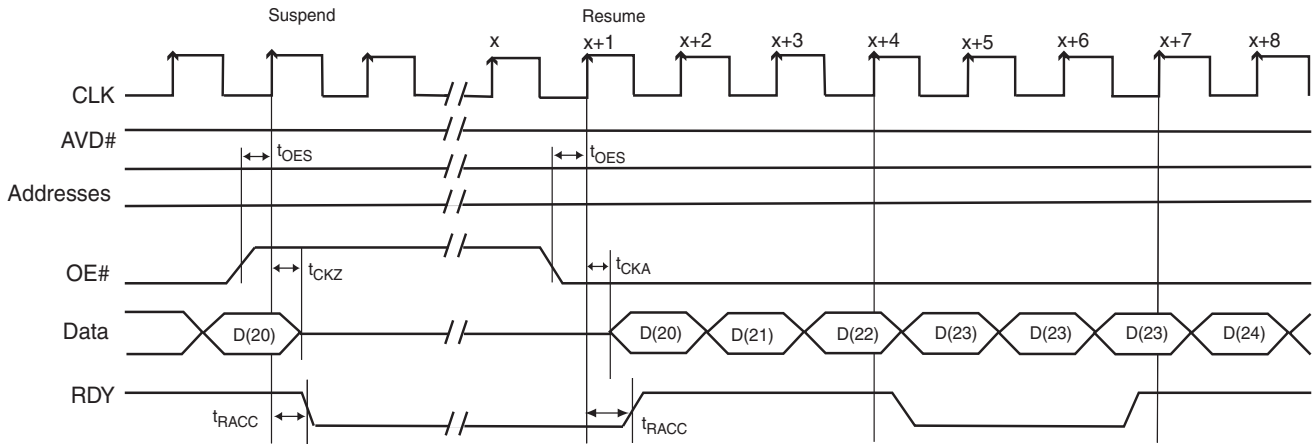 Suspend Resume
x x+1 x+2 x+3 x+4 x+5 x+6 x+7 x+8
CLK
AVD#
tOES tOES
Addresses
OE#
tCKZ tCKA
Data
D(20) D(20) D(21) D(22) D(23) D(23) D(23) D(24)
RDY
tRACC tRACC